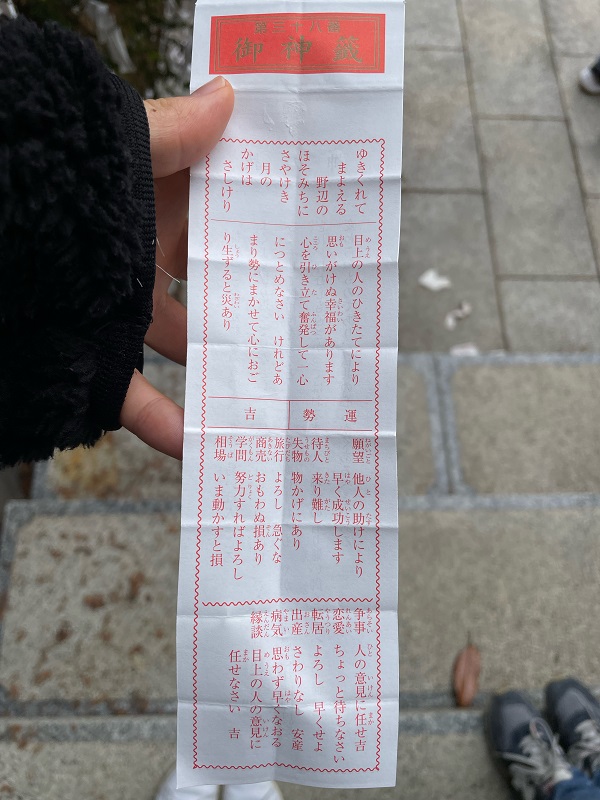 第三十八籤
御神籤
ゆきくれて
まよえる
野辺の
ほそみちに
さやけき
月の
かげは
さしけり
目上の人のひきたてにより
思いがけぬ幸福があります
心を引き立て奮発して一心
につとめなさい けれどあ
まり勢にまかせて心におご
り生ずると災あり
運勢
吉
願望 他人の助けにより
早く成功します
待人 来り難し
失物 物かげにあり
旅行 よろし 急ぐな
商売 おもわぬ損あり
学問 努力すればよろし
相場 いま動かすと損
争事 人の意見に任せ吉
恋愛 ちょっと待ちなさい
転居 よろし 早くせよ
出産 さわりなし 安産
病気 思わず早くなおる
縁談 目上の人の意見に
任せなさい 吉